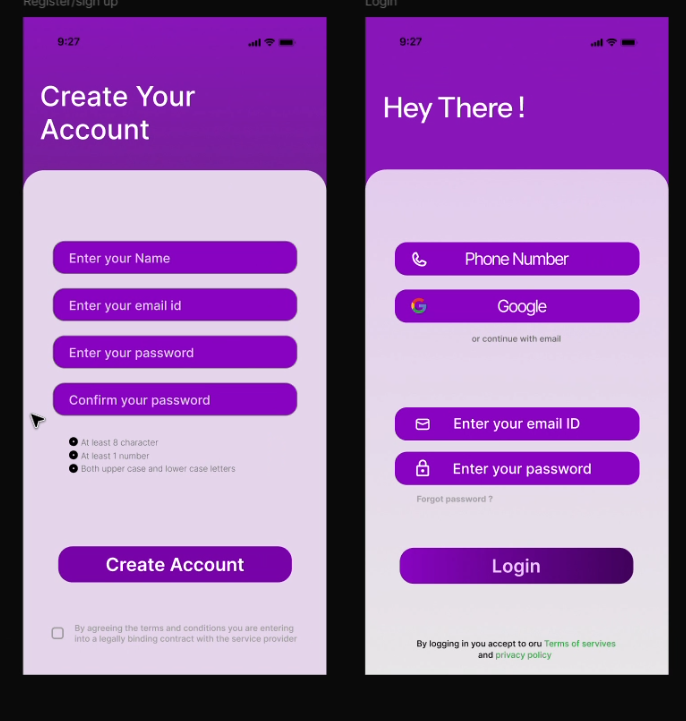 Register/sign up
9:27
Create Your
Account
Enter your Name
Enter your email id
Enter your password
Confirm your password
At least 8 character
At least 1 number
Both upper case and lower case letters
Create Account
By agreeing the terms and conditions you are entering
into a legally binding contract with the service provider
Login
9:27
Hey There !
Phone Number
Google
or continue with email
Enter your email ID
Enter your password
Forgot password ?
Login
By logging in you accept to oru Terms of servives
and privacy policy